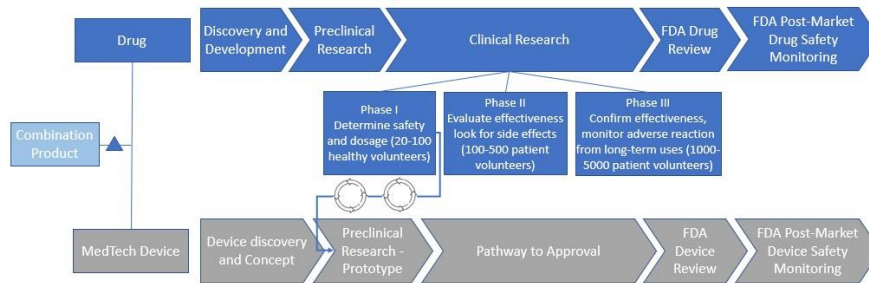 Drug
Discovery and
Development
Preclinical
Research
Clinical Research
FDA Drug
Review
FDA Post-Market
Drug Safety
Monitoring
Phase I
Determine safety
and dosage (20-100
healthy volunteers)
Phase II
Evaluate effectiveness
look for side effects
(100-500 patient
volunteers)
Phase III
Confirm effectiveness,
monitor adverse reaction
from long-term uses (1000-
5000 patient volunteers)
Combination
Product
MedTech Device
Device discovery
and Concept
Preclinical
Research -
Prototype
Pathway to Approval
FDA
Device
Review
FDA Post-Market
Device Safety
Monitoring